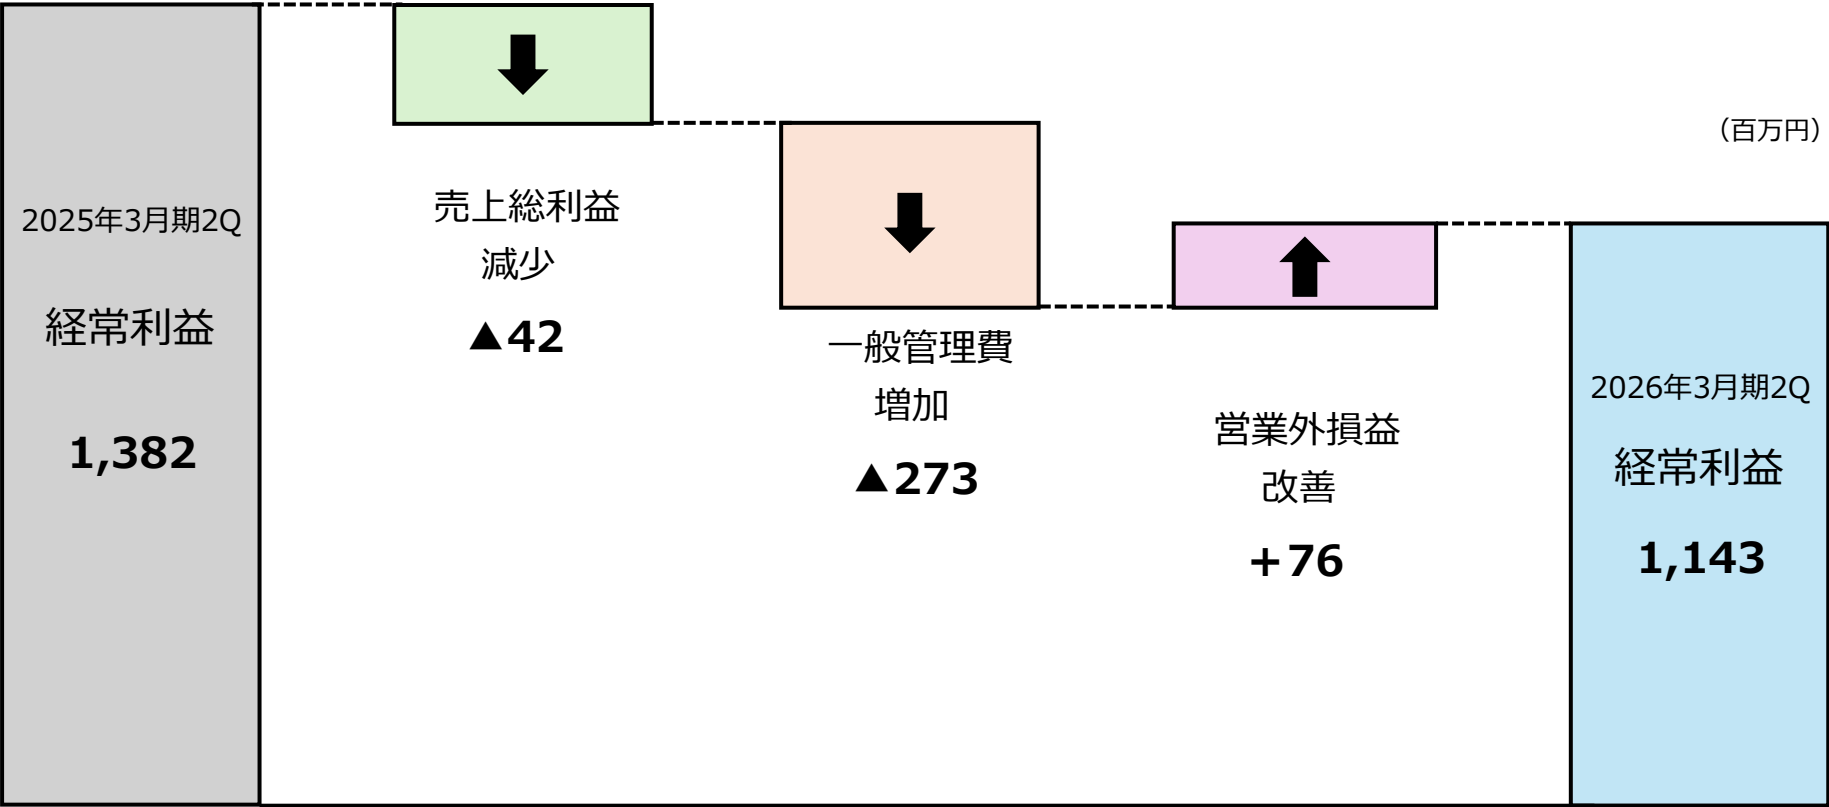 (百万円)
2025年3月期2Q
経常利益
1,382
売上総利益
減少
▲42
一般管理費
増加
▲273
営業外損益
改善
+76
2026年3月期2Q
経常利益
1,143